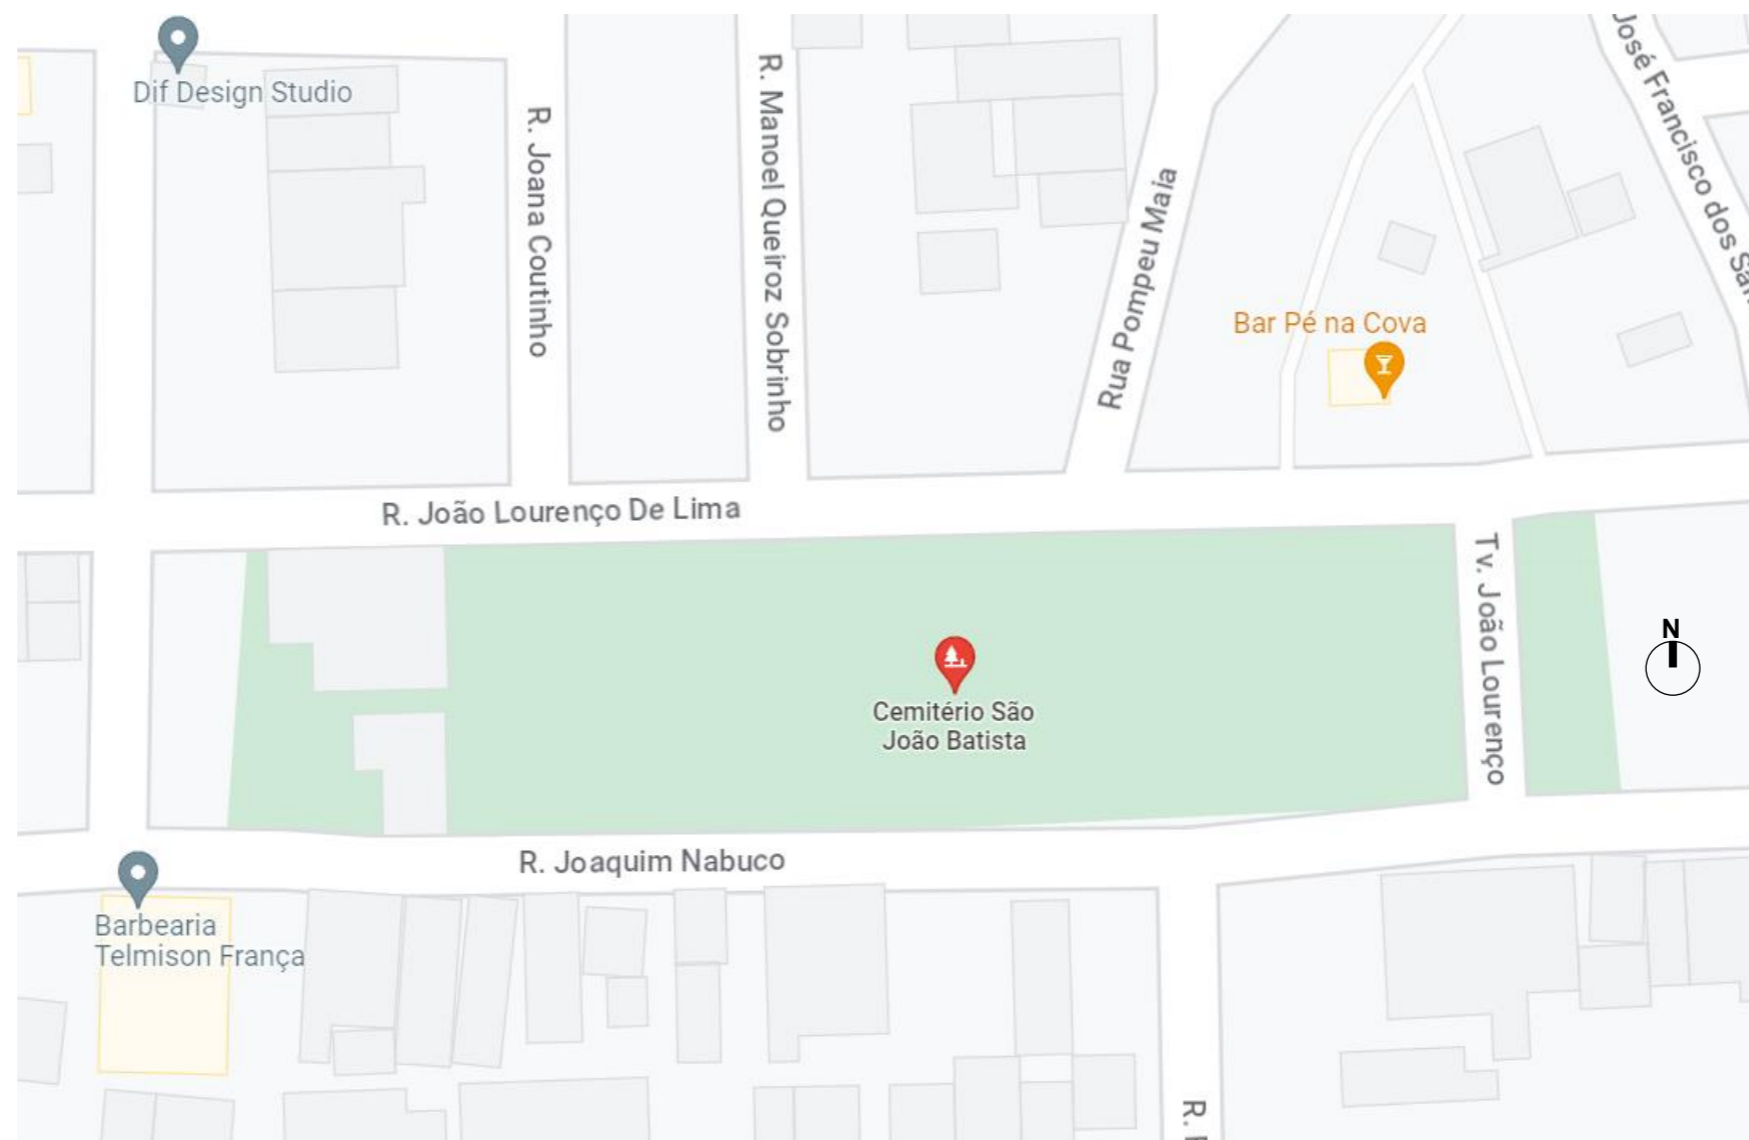 Dif Design Studio
R. Joana Coutinho
R. Manoel Queiroz Sobrinho
Rua Pompeu Maia
José Francisco dos
Bar Pé na Cova
R. João Lourenço De Lima
Tv. João Lourenço
N
Cemitério São
João Batista
R. Joaquim Nabuco
Barbearia
Telmison França
R.